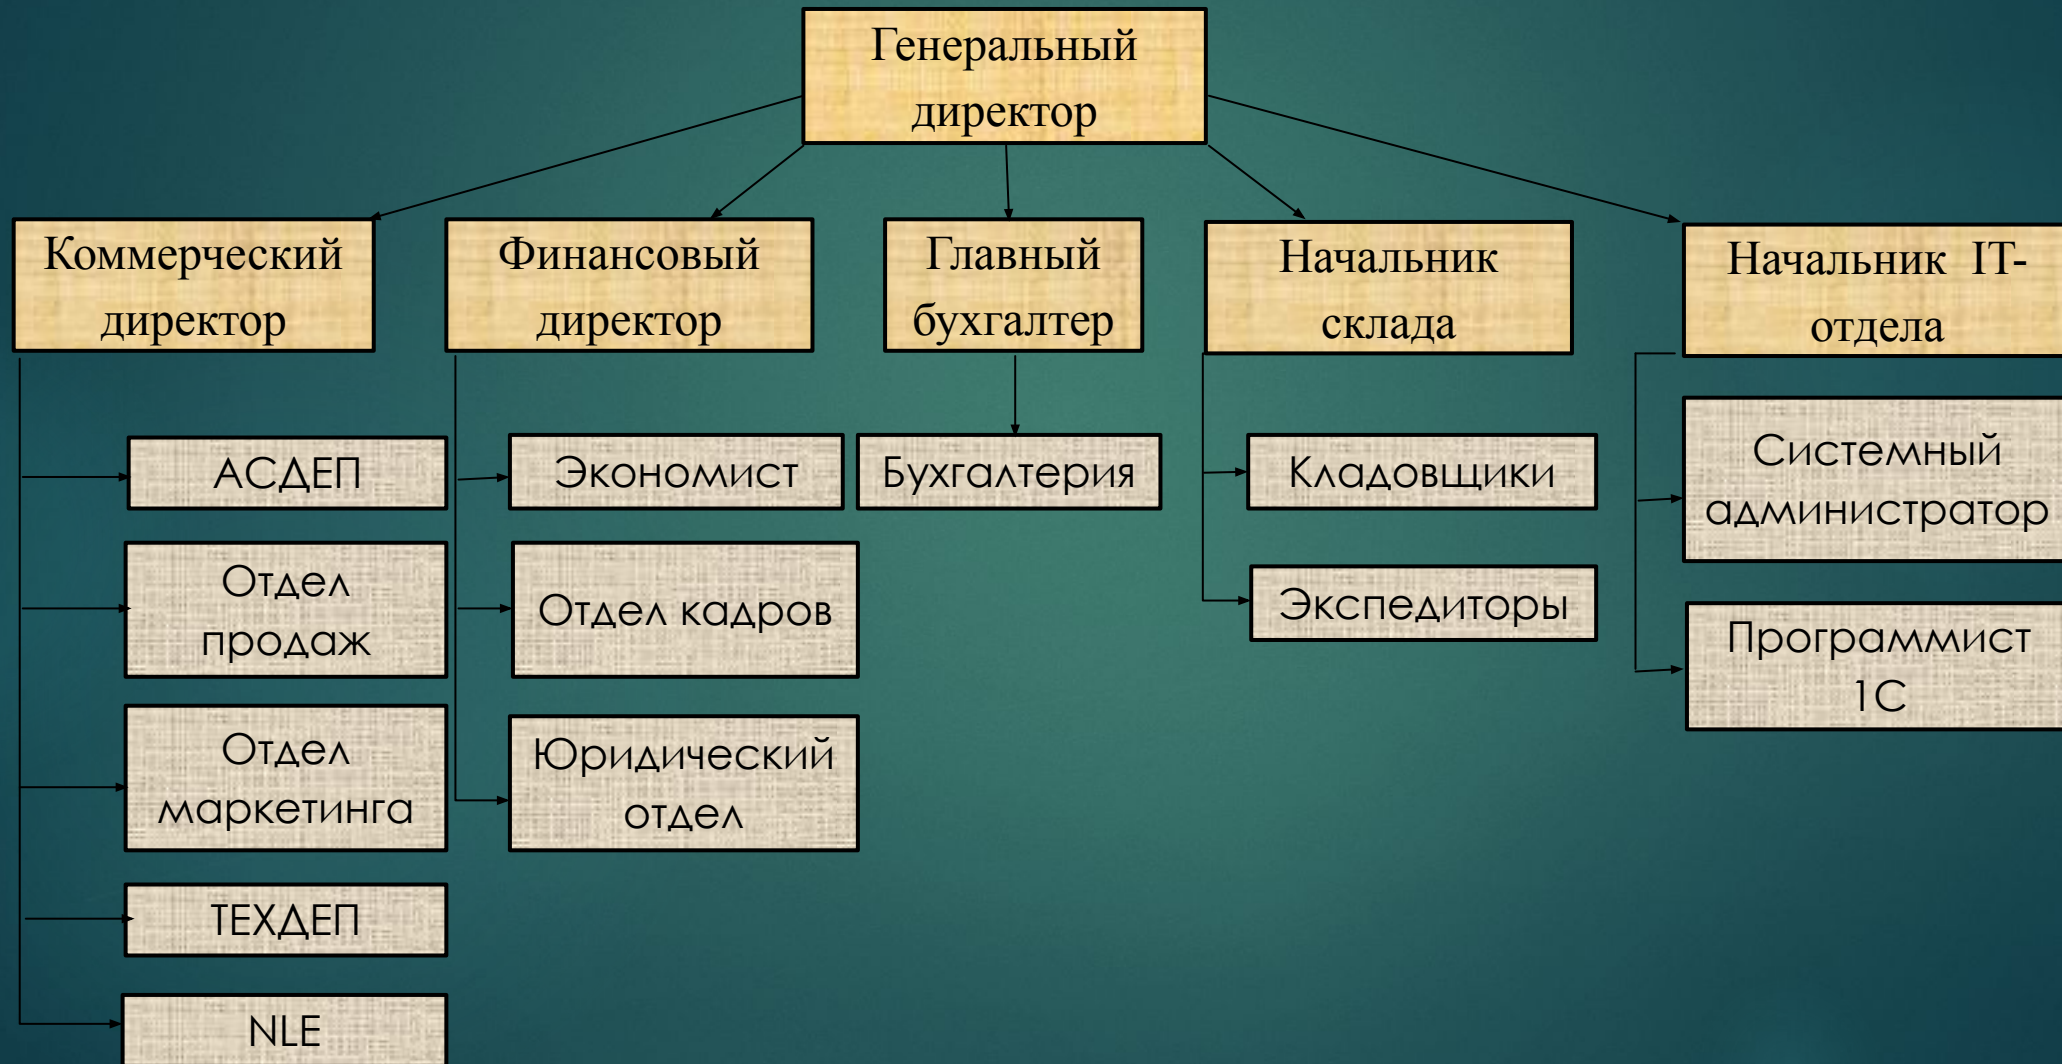 Генеральный
директор
Коммерческий
директор
Финансовый
директор
Главный
бухгалтер
Начальник
склада
Начальник IT-
отдела
АСДЕП
Отдел
продаж
Отдел
маркетинга
ТЕХДЕП
NLE
Экономист
Отдел кадров
Юридический
отдел
Бухгалтерия
Кладовщики
Экспедиторы
Системный
администратор
Программист
1С